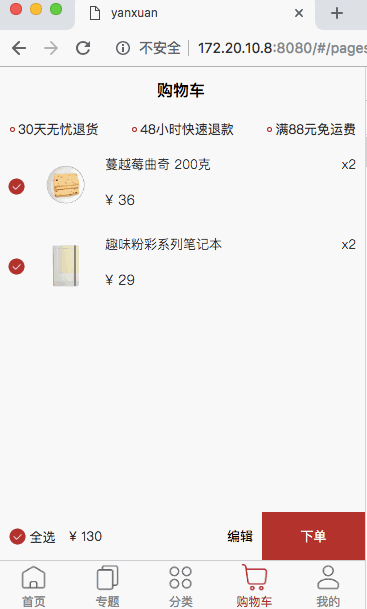 yanxuan
不安全 172.20.10.8:8080/#/pages
购物车
30天无忧退货 48小时快速退款 满88元免运费
蔓越莓曲奇 200克 x2
¥ 36
趣味粉彩系列笔记本 x2
¥ 29
全选 ¥ 130 编辑 下单
首页 专题 分类 购物车 我的